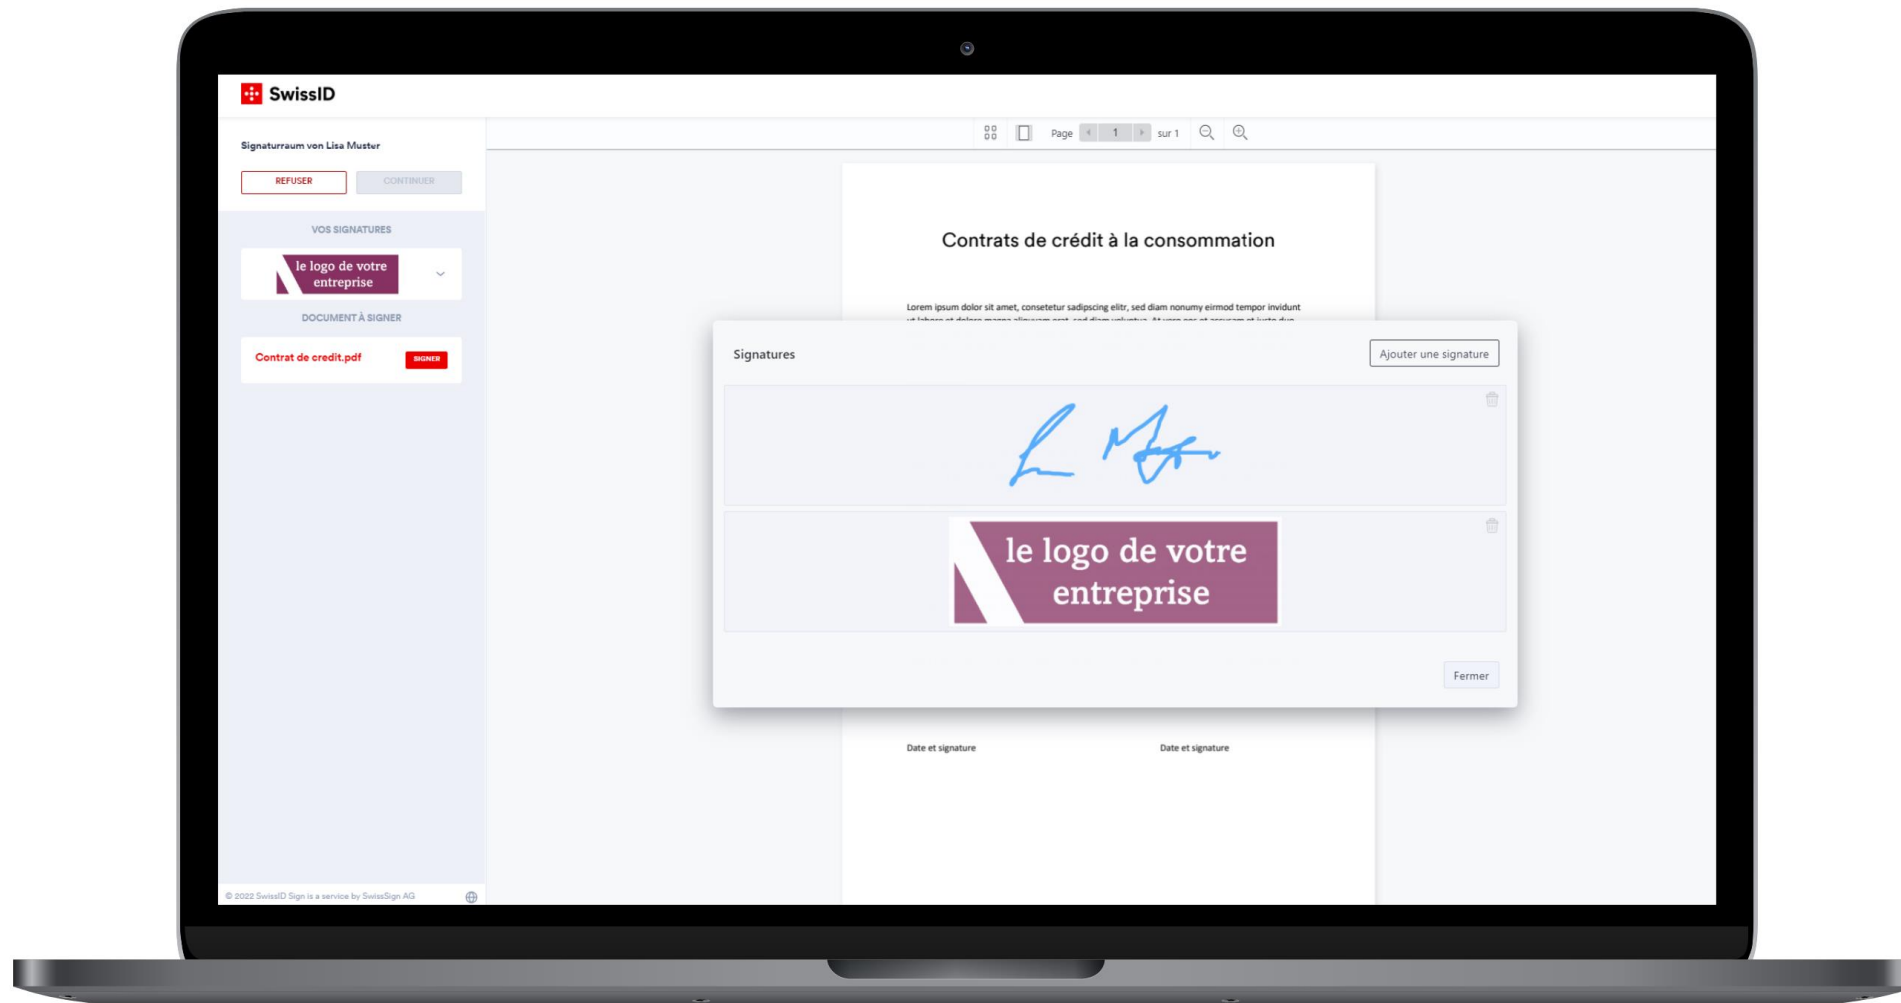 SwissID
Signaturraum von Lisa Muster
REFUSER
CONTINUER
VOS SIGNATURES
le logo de votre
entreprise
DOCUMENT À SIGNER
Contrat de credit.pdf
SIGNER
© 2022 SwissID Sign is a service by SwissSign AG
Page 1 sur 1
Contrats de crédit à la consommation
Lorem ipsum dolor sit amet, consetetur sadipscing elitr, sed diam nonumy eirmod tempor invidunt
Signatures
Ajouter une signature
le logo de votre
entreprise
Fermer
Date et signature
Date et signature